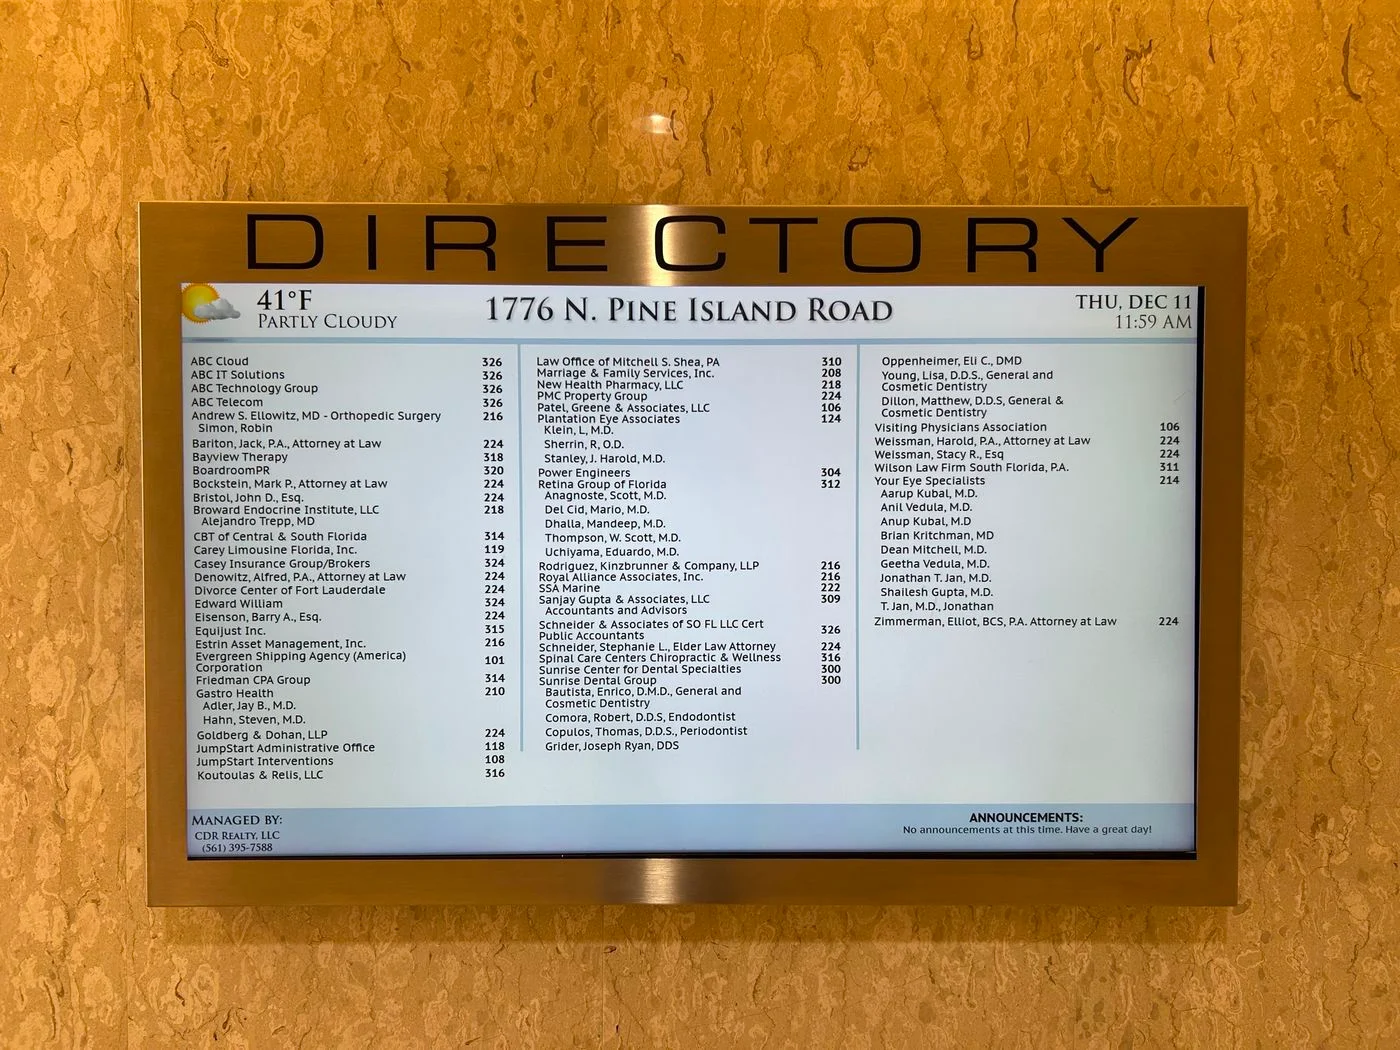 DIRECTORY
41°F
Partly Cloudy
1776 N. Pine Island Road
THU, DEC 11
11:59 AM
ABC Cloud 326
ABC IT Solutions 326
ABC Technology Group 326
ABC Telecom 326
Andrew S. Ellowitz, MD - Orthopedic Surgery 216
Simon, Robin
Bariton, Jack, P.A., Attorney at Law 224
Bayview Therapy 318
BoardroomPR 320
Bockstein, Mark P., Attorney at Law 224
Bristol, John D., Esq. 224
Broward Endocrine Institute, LLC 218
Alejandro Trepp, MD
CBT of Central & South Florida 314
Carey Limousine Florida, Inc. 119
Casey Insurance Group/Brokers 324
Denowitz, Alfred, P.A., Attorney at Law 224
Divorce Center of Fort Lauderdale 224
Edward William 324
Eisenson, Barry A., Esq. 224
Equijust Inc. 315
Estrin Asset Management, Inc. 216
Evergreen Shipping Agency (America)
Corporation 101
Friedman CPA Group 314
Gastro Health 210
Adler, Jay B., M.D.
Hahn, Steven, M.D.
Goldberg & Dohan, LLP 224
JumpStart Administrative Office 118
JumpStart Interventions 108
Koutoulas & Relis, LLC 316
Law Office of Mitchell S. Shea, PA 310
Marriage & Family Services, Inc. 208
New Health Pharmacy, LLC 218
PMC Property Group 224
Patel, Greene & Associates, LLC 106
Plantation Eye Associates 124
Klein, L, M.D.
Sherrin, R, O.D.
Stanley, J. Harold, M.D.
Power Engineers 304
Retina Group of Florida 312
Anagnoste, Scott, M.D.
Del Cid, Mario, M.D.
Dhalla, Mandeep, M.D.
Thompson, W. Scott, M.D.
Uchiyama, Eduardo, M.D.
Rodriguez, Kinzbrunner & Company, LLP 216
Royal Alliance Associates, Inc. 216
SSA Marine 222
Sanjay Gupta & Associates, LLC 309
Accountants and Advisors
Schneider & Associates of SO FL LLC Cert
Public Accountants 326
Schneider, Stephanie L., Elder Law Attorney 224
Spinal Care Centers Chiropractic & Wellness 316
Sunrise Center for Dental Specialties 300
Sunrise Dental Group 300
Bautista, Enrico, D.M.D., General and
Cosmetic Dentistry
Comora, Robert, D.D.S, Endodontist
Copulos, Thomas, D.D.S., Periodontist
Grider, Joseph Ryan, DDS
Oppenheimer, Eli C., DMD
Young, Lisa, D.D.S., General and
Cosmetic Dentistry
Dillon, Matthew, D.D.S, General &
Cosmetic Dentistry
Visiting Physicians Association 106
Weissman, Harold, P.A., Attorney at Law 224
Weissman, Stacy R., Esq 224
Wilson Law Firm South Florida, P.A. 311
Your Eye Specialists 214
Aarup Kubal, M.D.
Anil Vedula, M.D.
Anup Kubal, M.D
Brian Kritchman, MD
Dean Mitchell, M.D.
Geetha Vedula, M.D.
Jonathan T. Jan, M.D.
Shailesh Gupta, M.D.
T. Jan, M.D., Jonathan
Zimmerman, Elliot, BCS, P.A. Attorney at Law 224
Managed By:
CDR Realty, LLC
(561) 395-7588
ANNOUNCEMENTS:
No announcements at this time. Have a great day!